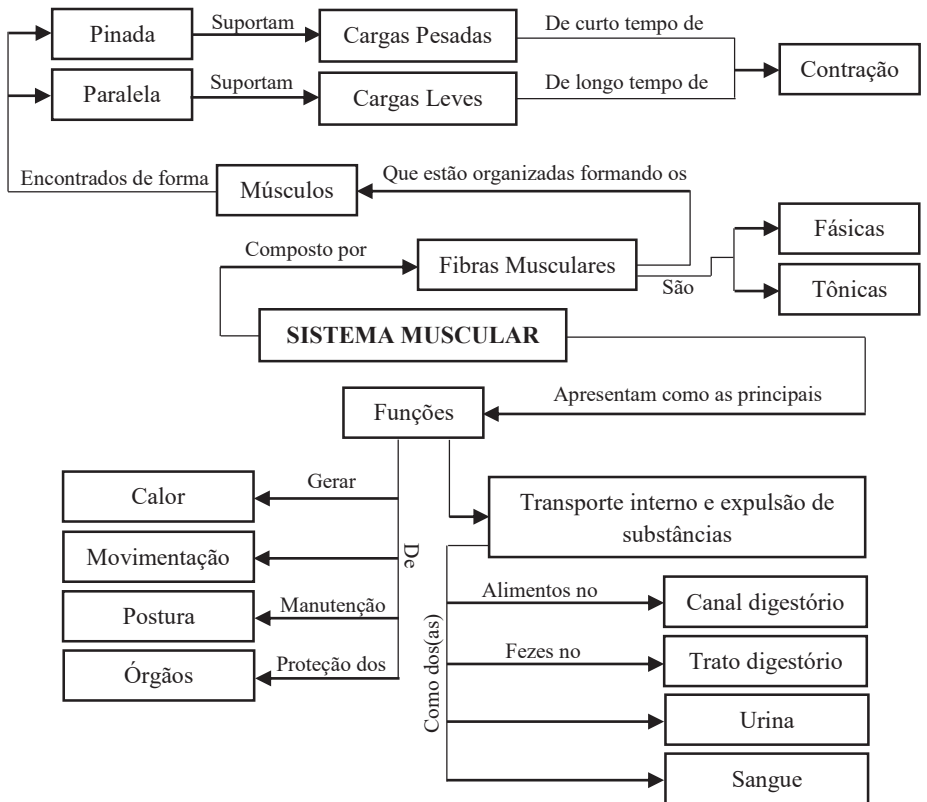 Pinada
Suportam
Cargas Pesadas
De curto tempo de
Contração
Paralela
Suportam
Cargas Leves
De longo tempo de
Encontrados de forma
Músculos
Que estão organizadas formando os
Composto por
Fibras Musculares
São
Fásicas
Tônicas
SISTEMA MUSCULAR
Apresentam como as principais
Funções
Calor
Gerar
Movimentação
De
Postura
Manutenção
Órgãos
Proteção dos
Transporte interno e expulsão de
substâncias
Como dos(as)
Alimentos no
Canal digestório
Fezes no
Trato digestório
Urina
Sangue